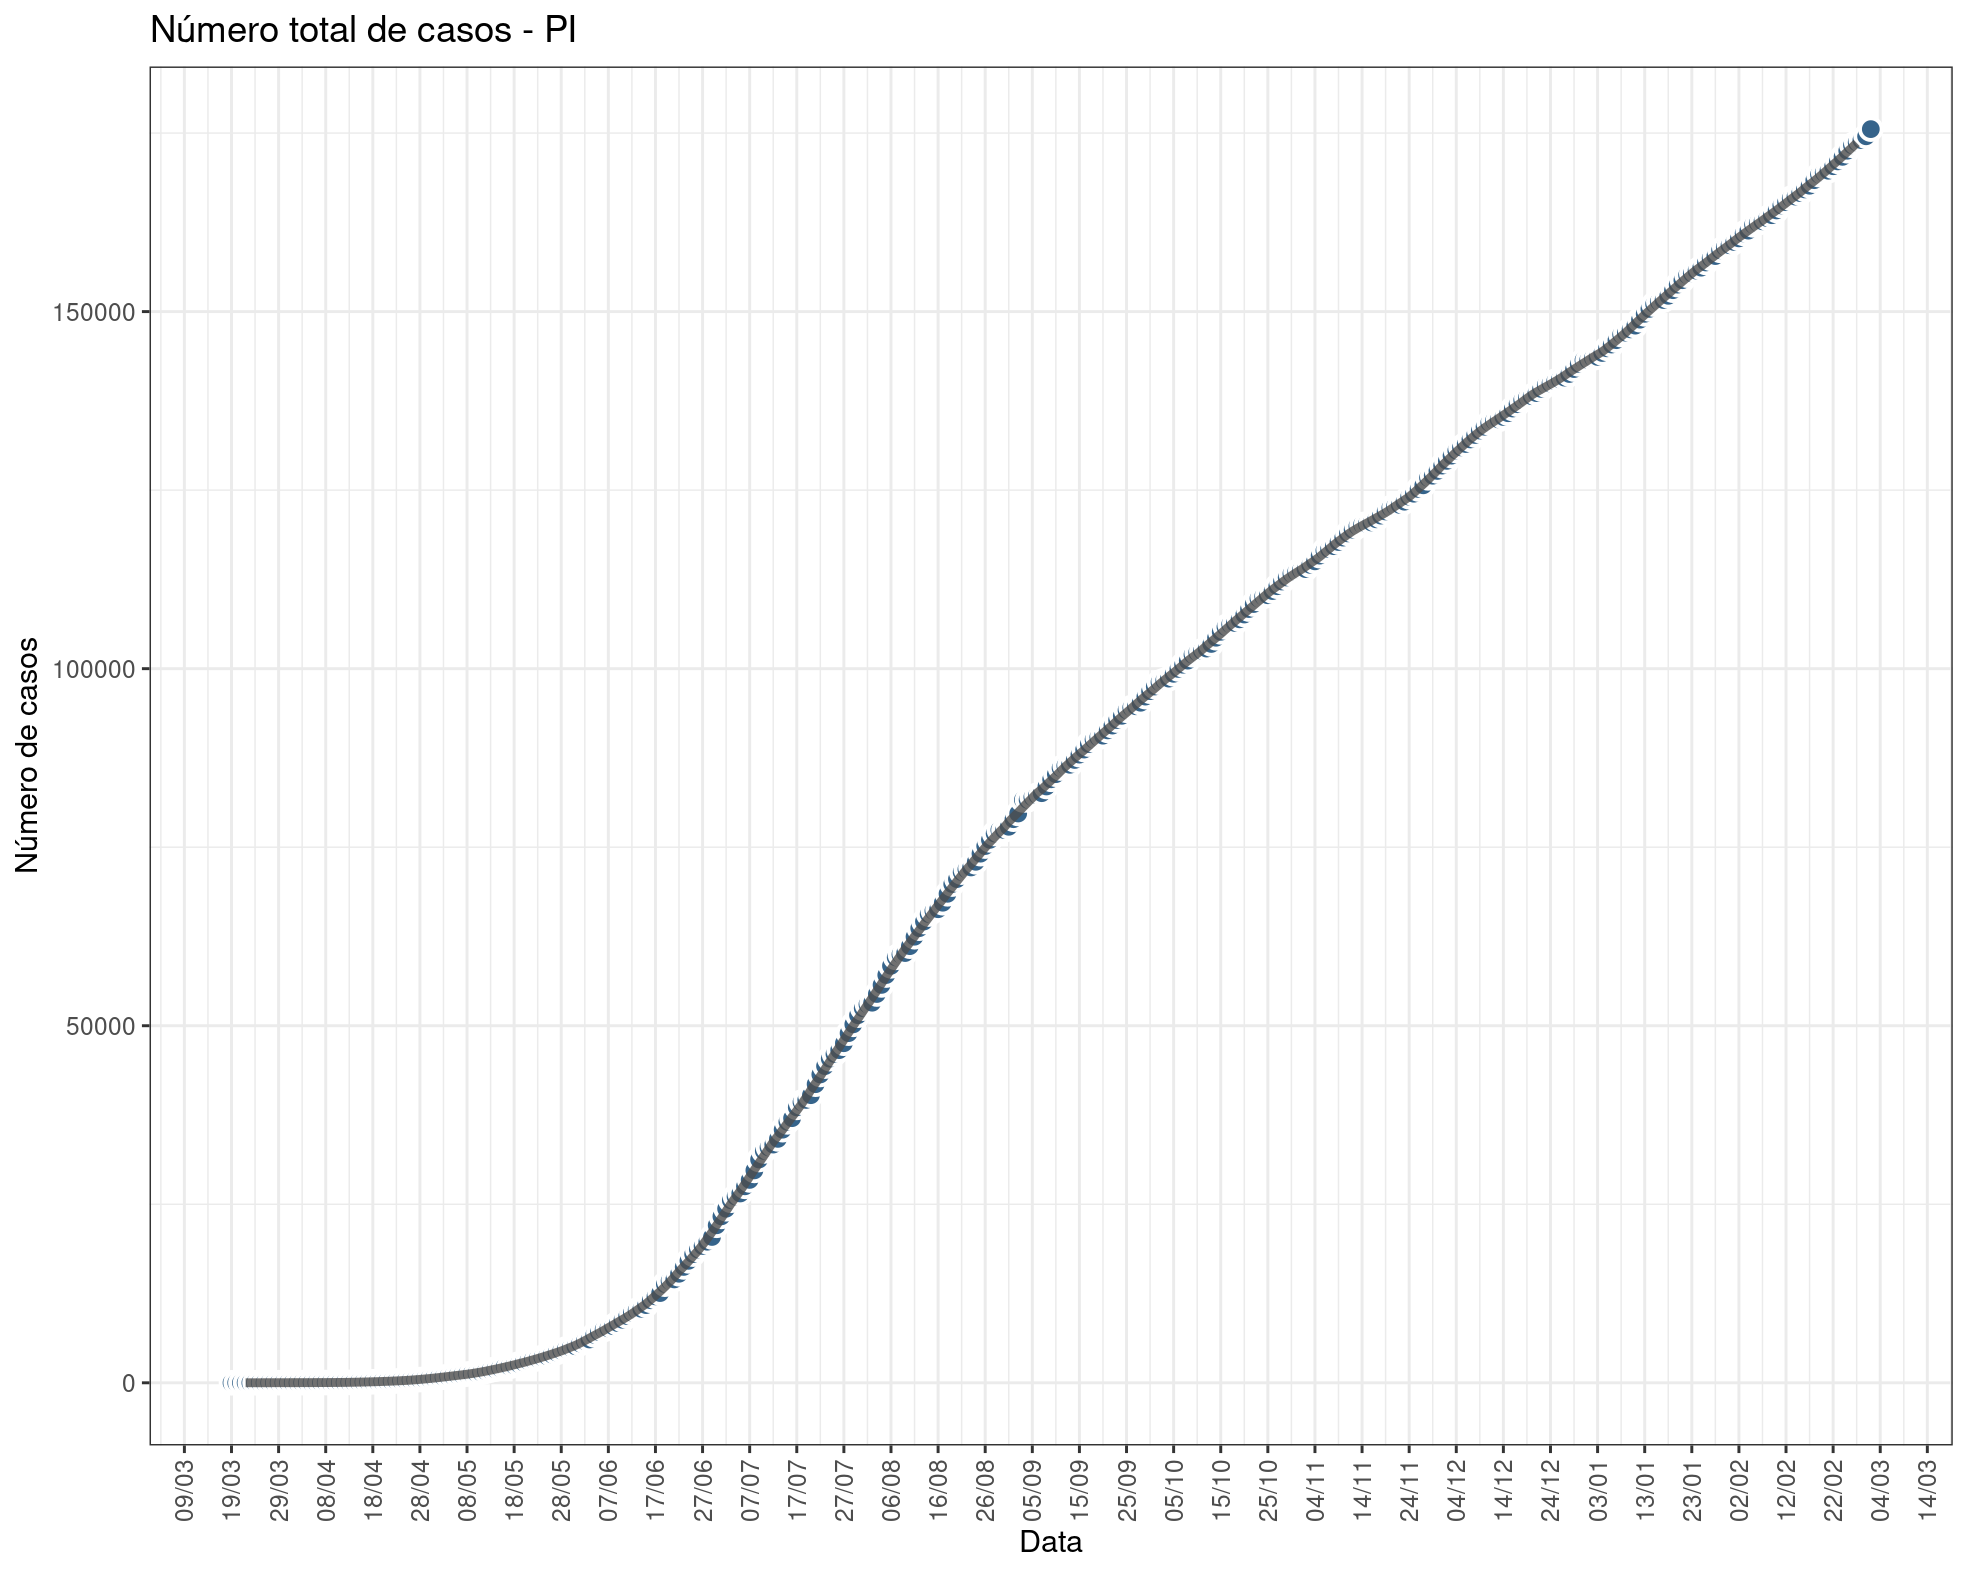 Número total de casos - PI
Número de casos
150000
100000
50000
0
09/03 19/03 29/03 08/04 18/04 28/04 08/05 18/05 28/05 07/06 17/06 27/06 07/07 17/07 27/07 06/08 16/08 26/08 05/09 15/09 25/09 05/10 15/10 25/10 04/11 14/11 24/11 04/12 14/12 24/12 03/01 13/01 23/01 02/02 12/02 22/02 04/03 14/03
Data